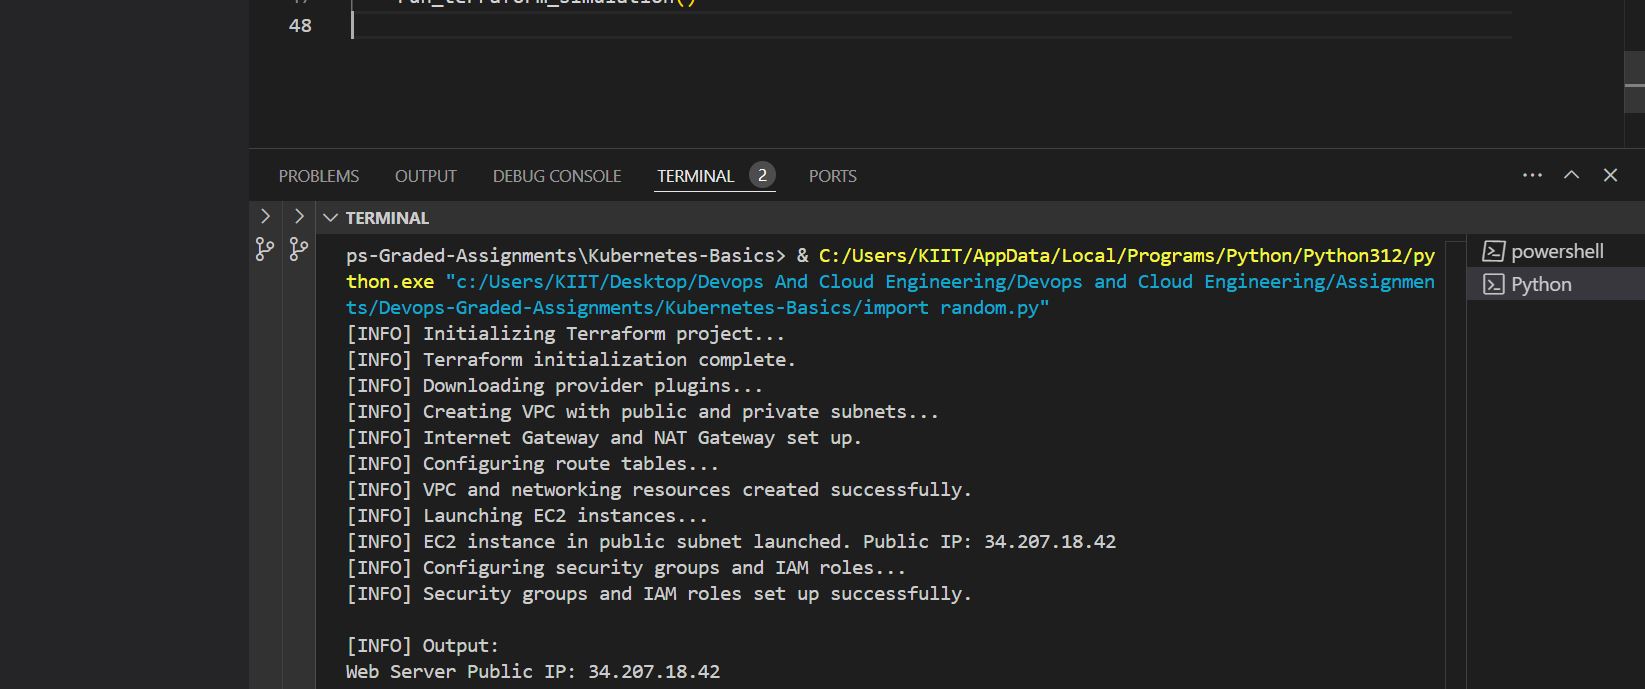 48
PROBLEMS OUTPUT DEBUG CONSOLE TERMINAL 2 PORTS
TERMINAL
ps-Graded-Assignments\Kubernetes-Basics> & C:/Users/KIIT/AppData/Local/Programs/Python/Python312/py
thon.exe "c:/Users/KIIT/Desktop/Devops And Cloud Engineering/Devops and Cloud Engineering/Assignmen
ts/Devops-Graded-Assignments/Kubernetes-Basics/import random.py"
[INFO] Initializing Terraform project...
[INFO] Terraform initialization complete.
[INFO] Downloading provider plugins...
[INFO] Creating VPC with public and private subnets...
[INFO] Internet Gateway and NAT Gateway set up.
[INFO] Configuring route tables...
[INFO] VPC and networking resources created successfully.
[INFO] Launching EC2 instances...
[INFO] EC2 instance in public subnet launched. Public IP: 34.207.18.42
[INFO] Configuring security groups and IAM roles...
[INFO] Security groups and IAM roles set up successfully.
[INFO] Output:
Web Server Public IP: 34.207.18.42
powershell
Python